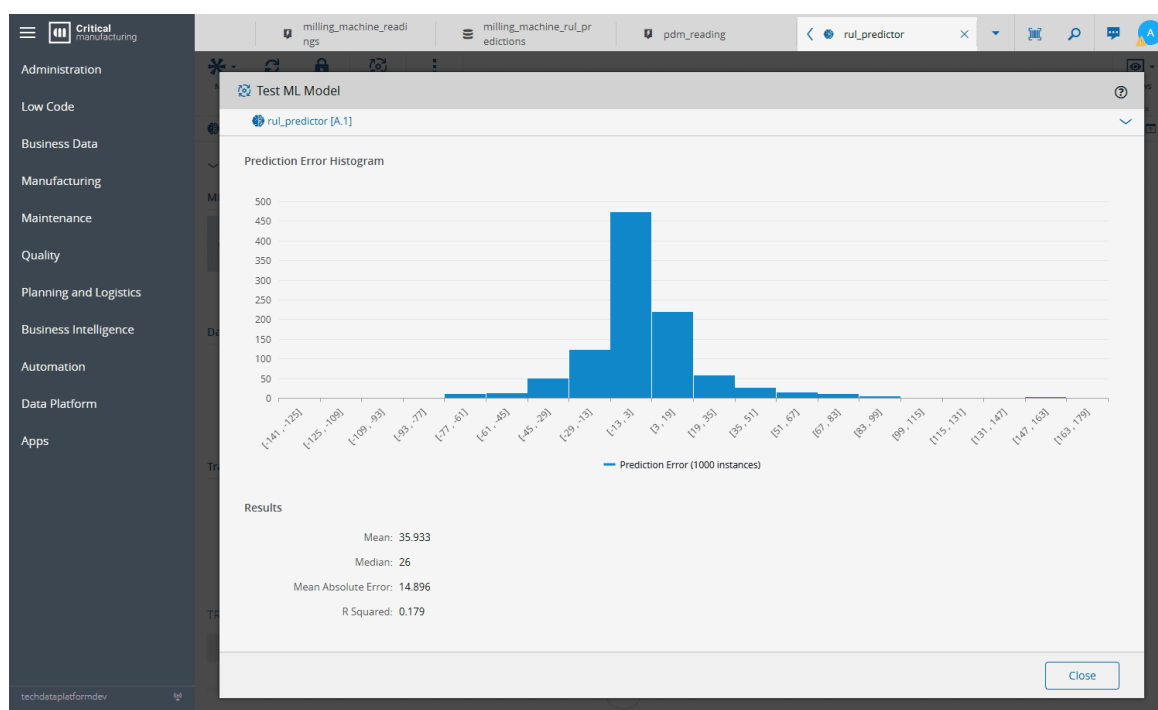 Critical
manufacturing
milling_machine_readi
ngs
milling_machine_rul_pr
edictions
pdm_reading
rul_predictor
A
Administration
Low Code
Business Data
Manufacturing
Maintenance
Quality
Planning and Logistics
Business Intelligence
Automation
Data Platform
Apps
techdataplatformdev
Test ML Model
rul_predictor [A.1]
Prediction Error Histogram
500
450
400
350
300
250
200
150
100
50
0
[-141 , -125]
[-125 , -109]
[-109 , -93]
[-93 , -77]
[-77 , -61]
[-61 , -45]
[-45 , -29]
[-29 , -13]
[-13 , 3]
[3 , 19]
[19 , 35]
[35 , 51]
[51 , 67]
[67 , 83]
[83 , 99]
[99 , 115]
[115 , 131]
[131 , 147]
[147 , 163]
[163 , 179]
Prediction Error (1000 instances)
Results
Mean: 35.933
Median: 26
Mean Absolute Error: 14.896
R Squared: 0.179
Close